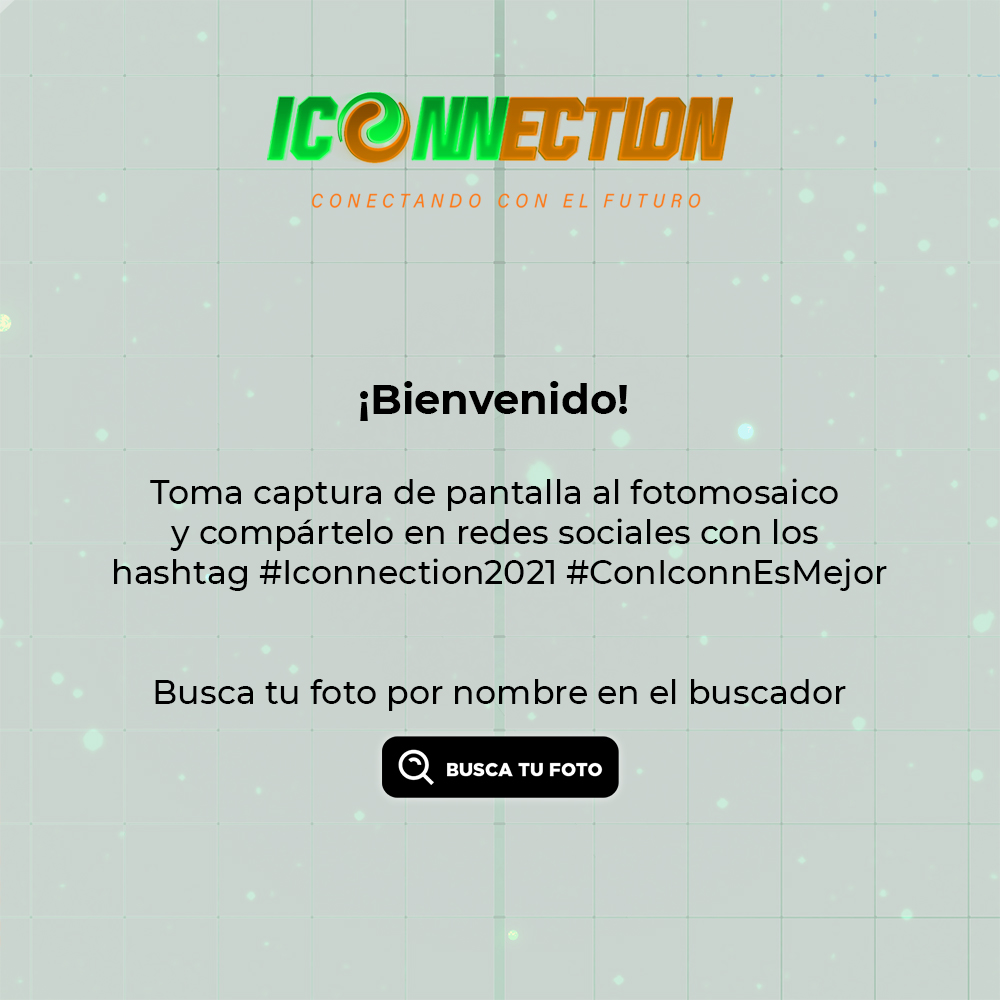 ICONNECTION
CONECTANDO CON EL FUTURO
¡Bienvenido!
Toma captura de pantalla al fotomosaico
y compártelo en redes sociales con los
hashtag #Iconnection2021 #ConIconnEsMejor
Busca tu foto por nombre en el buscador
BUSCA TU FOTO